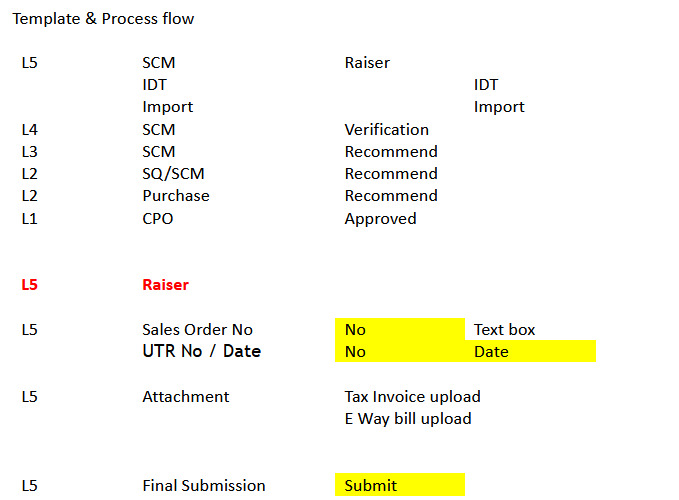 Template & Process flow
L5 SCM Raiser
IDT IDT
Import Import
L4 SCM Verification
L3 SCM Recommend
L2 SQ/SCM Recommend
L2 Purchase Recommend
L1 CPO Approved
L5 Raiser
L5 Sales Order No No Text box
UTR No / Date No Date
L5 Attachment Tax Invoice upload
E Way bill upload
L5 Final Submission Submit